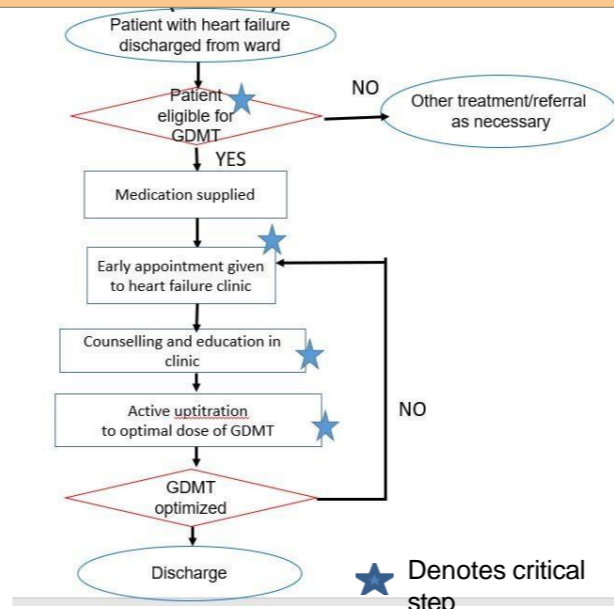 Patient with heart failure
discharged from ward
Patient
eligible for
GDMT
NO
Other treatment/referral
as necessary
YES
Medication supplied
Early appointment given
to heart failure clinic
Counselling and education in
clinic
Active uptitration
to optimal dose of GDMT
NO
GDMT
optimized
Discharge
Denotes critical
step